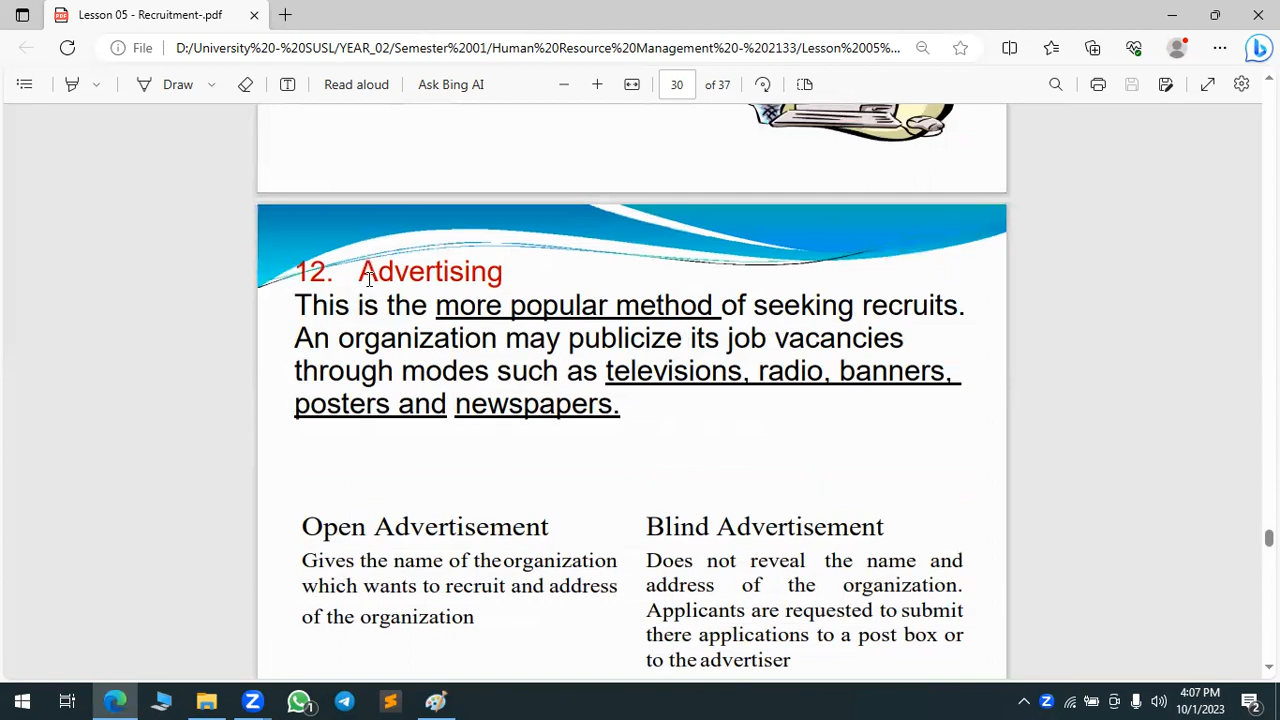 Lesson 05 - Recruitment-.pdf
File
D:/University%20-%20SUSL/YEAR_02/Semester%2001/Human%20Resource%20Management%20-%202133/Lesson%2005%...
Draw
Read aloud
Ask Bing AI
30
of 37
12. Advertising
This is the more popular method of seeking recruits.
An organization may publicize its job vacancies
through modes such as televisions, radio, banners,
posters and newspapers.
Open Advertisement
Gives the name of theorganization
which wants to recruit and address
of the organization
Blind Advertisement
Does not reveal the name and
address of the organization.
Applicants are requested to submit
there applications to a post box or
to the advertiser
1
4:07 PM
10/1/2023
2